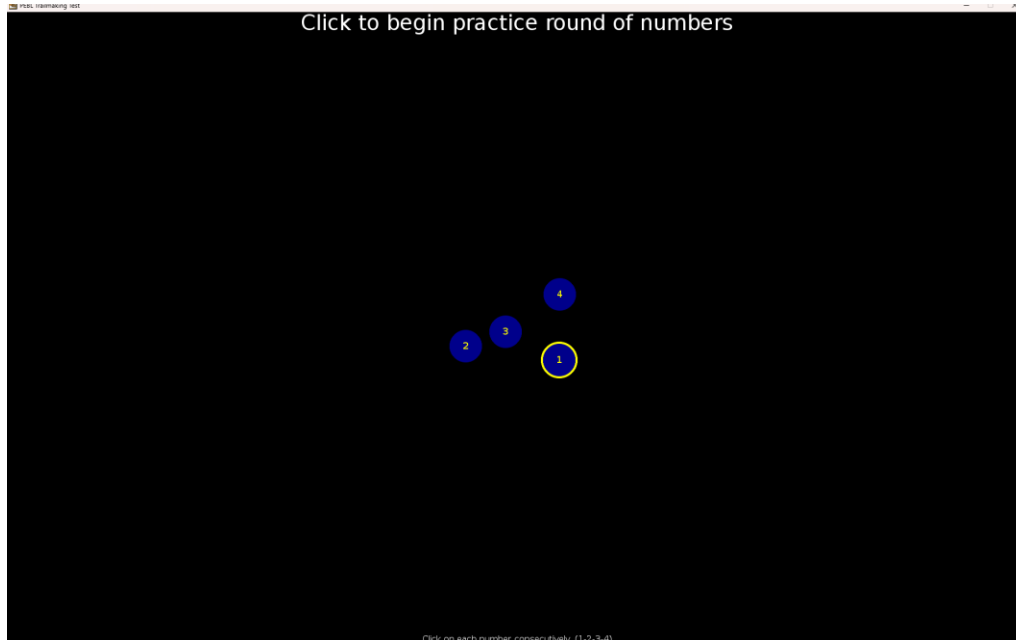 PEBL Trailmaking Test
Click to begin practice round of numbers
4
3
2
1
Click on each number consecutively. (1-2-3-4)